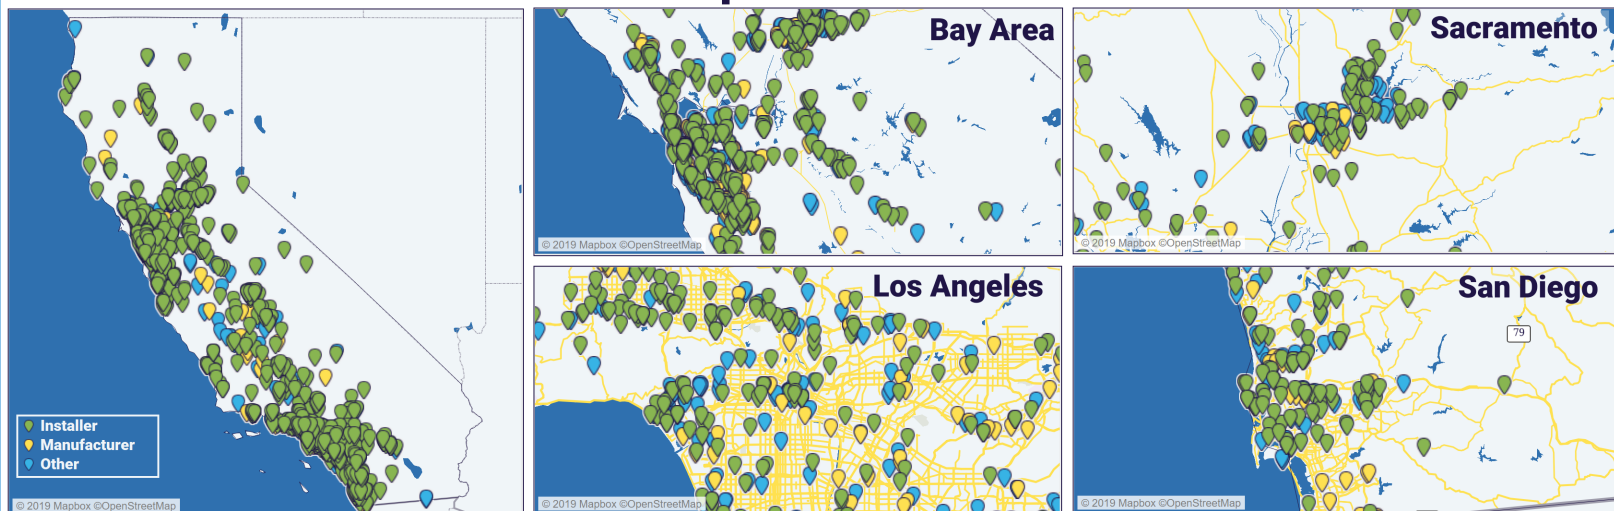 Installer
Manufacturer
Other
© 2019 Mapbox ©OpenStreetMap
Bay Area
© 2019 Mapbox ©OpenStreetMap
Sacramento
© 2019 Mapbox ©OpenStreetMap
Los Angeles
© 2019 Mapbox ©OpenStreetMap
San Diego
79
© 2019 Mapbox ©OpenStreetMap